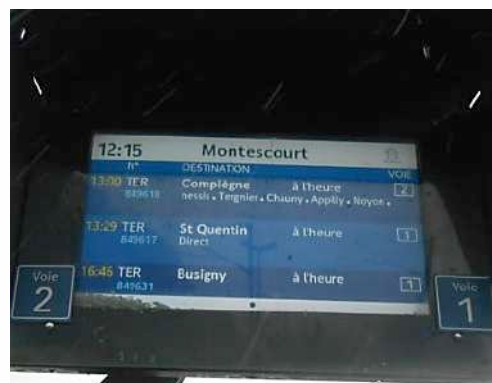 12:15 Montescourt
n° DESTINATION VOIE
13:00 TER Compiègne à l'heure 2
849618 nessis • Tergnier • Chauny • Appilly • Noyon •
13:29 TER St Quentin à l'heure 1
849617 Direct
16:46 TER Busigny à l'heure 1
849631
Voie
2
Voie
1